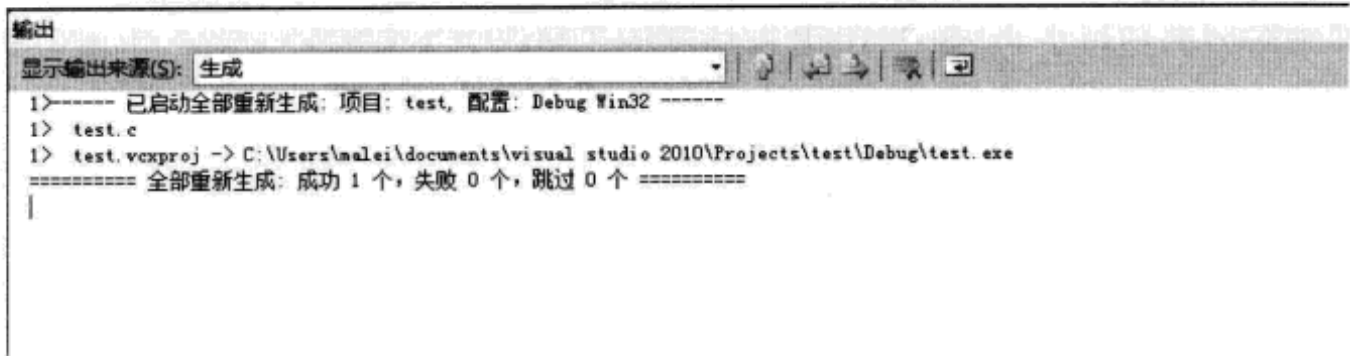 输出
显示输出来源(S): 生成
1>------ 已启动全部重新生成: 项目: test, 配置: Debug Win32 ------
1>  test.c
1>  test.vcxproj -> C:\Users\malei\documents\visual studio 2010\Projects\test\Debug\test.exe
========== 全部重新生成: 成功 1 个，失败 0 个，跳过 0 个 ==========